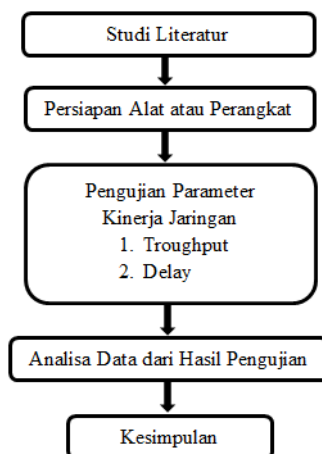 Studi Literatur
Persiapan Alat atau Perangkat
Pengujian Parameter
Kinerja Jaringan
1. Troughput
2. Delay
Analisa Data dari Hasil Pengujian
Kesimpulan